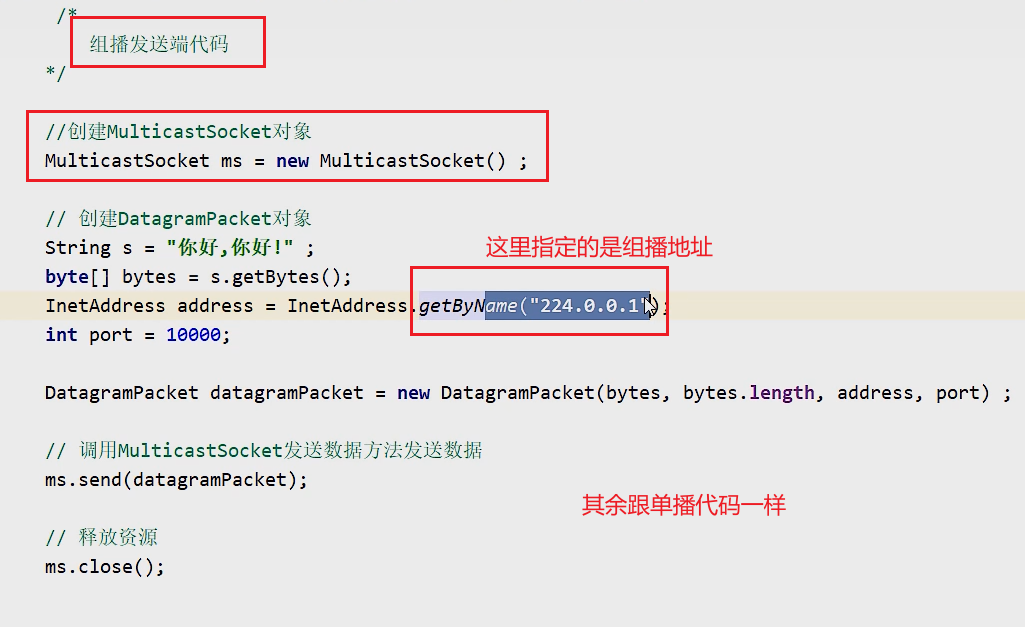 /*
组播发送端代码
*/
//创建MulticastSocket对象
MulticastSocket ms = new MulticastSocket() ;
// 创建DatagramPacket对象
String s = "你好,你好!" ;
这里指定的是组播地址
byte[] bytes = s.getBytes();
InetAddress address = InetAddress.getByName("224.0.0.1");
int port = 10000;
DatagramPacket datagramPacket = new DatagramPacket(bytes, bytes.length, address, port) ;
// 调用MulticastSocket发送数据方法发送数据
ms.send(datagramPacket);
其余跟单播代码一样
// 释放资源
ms.close();